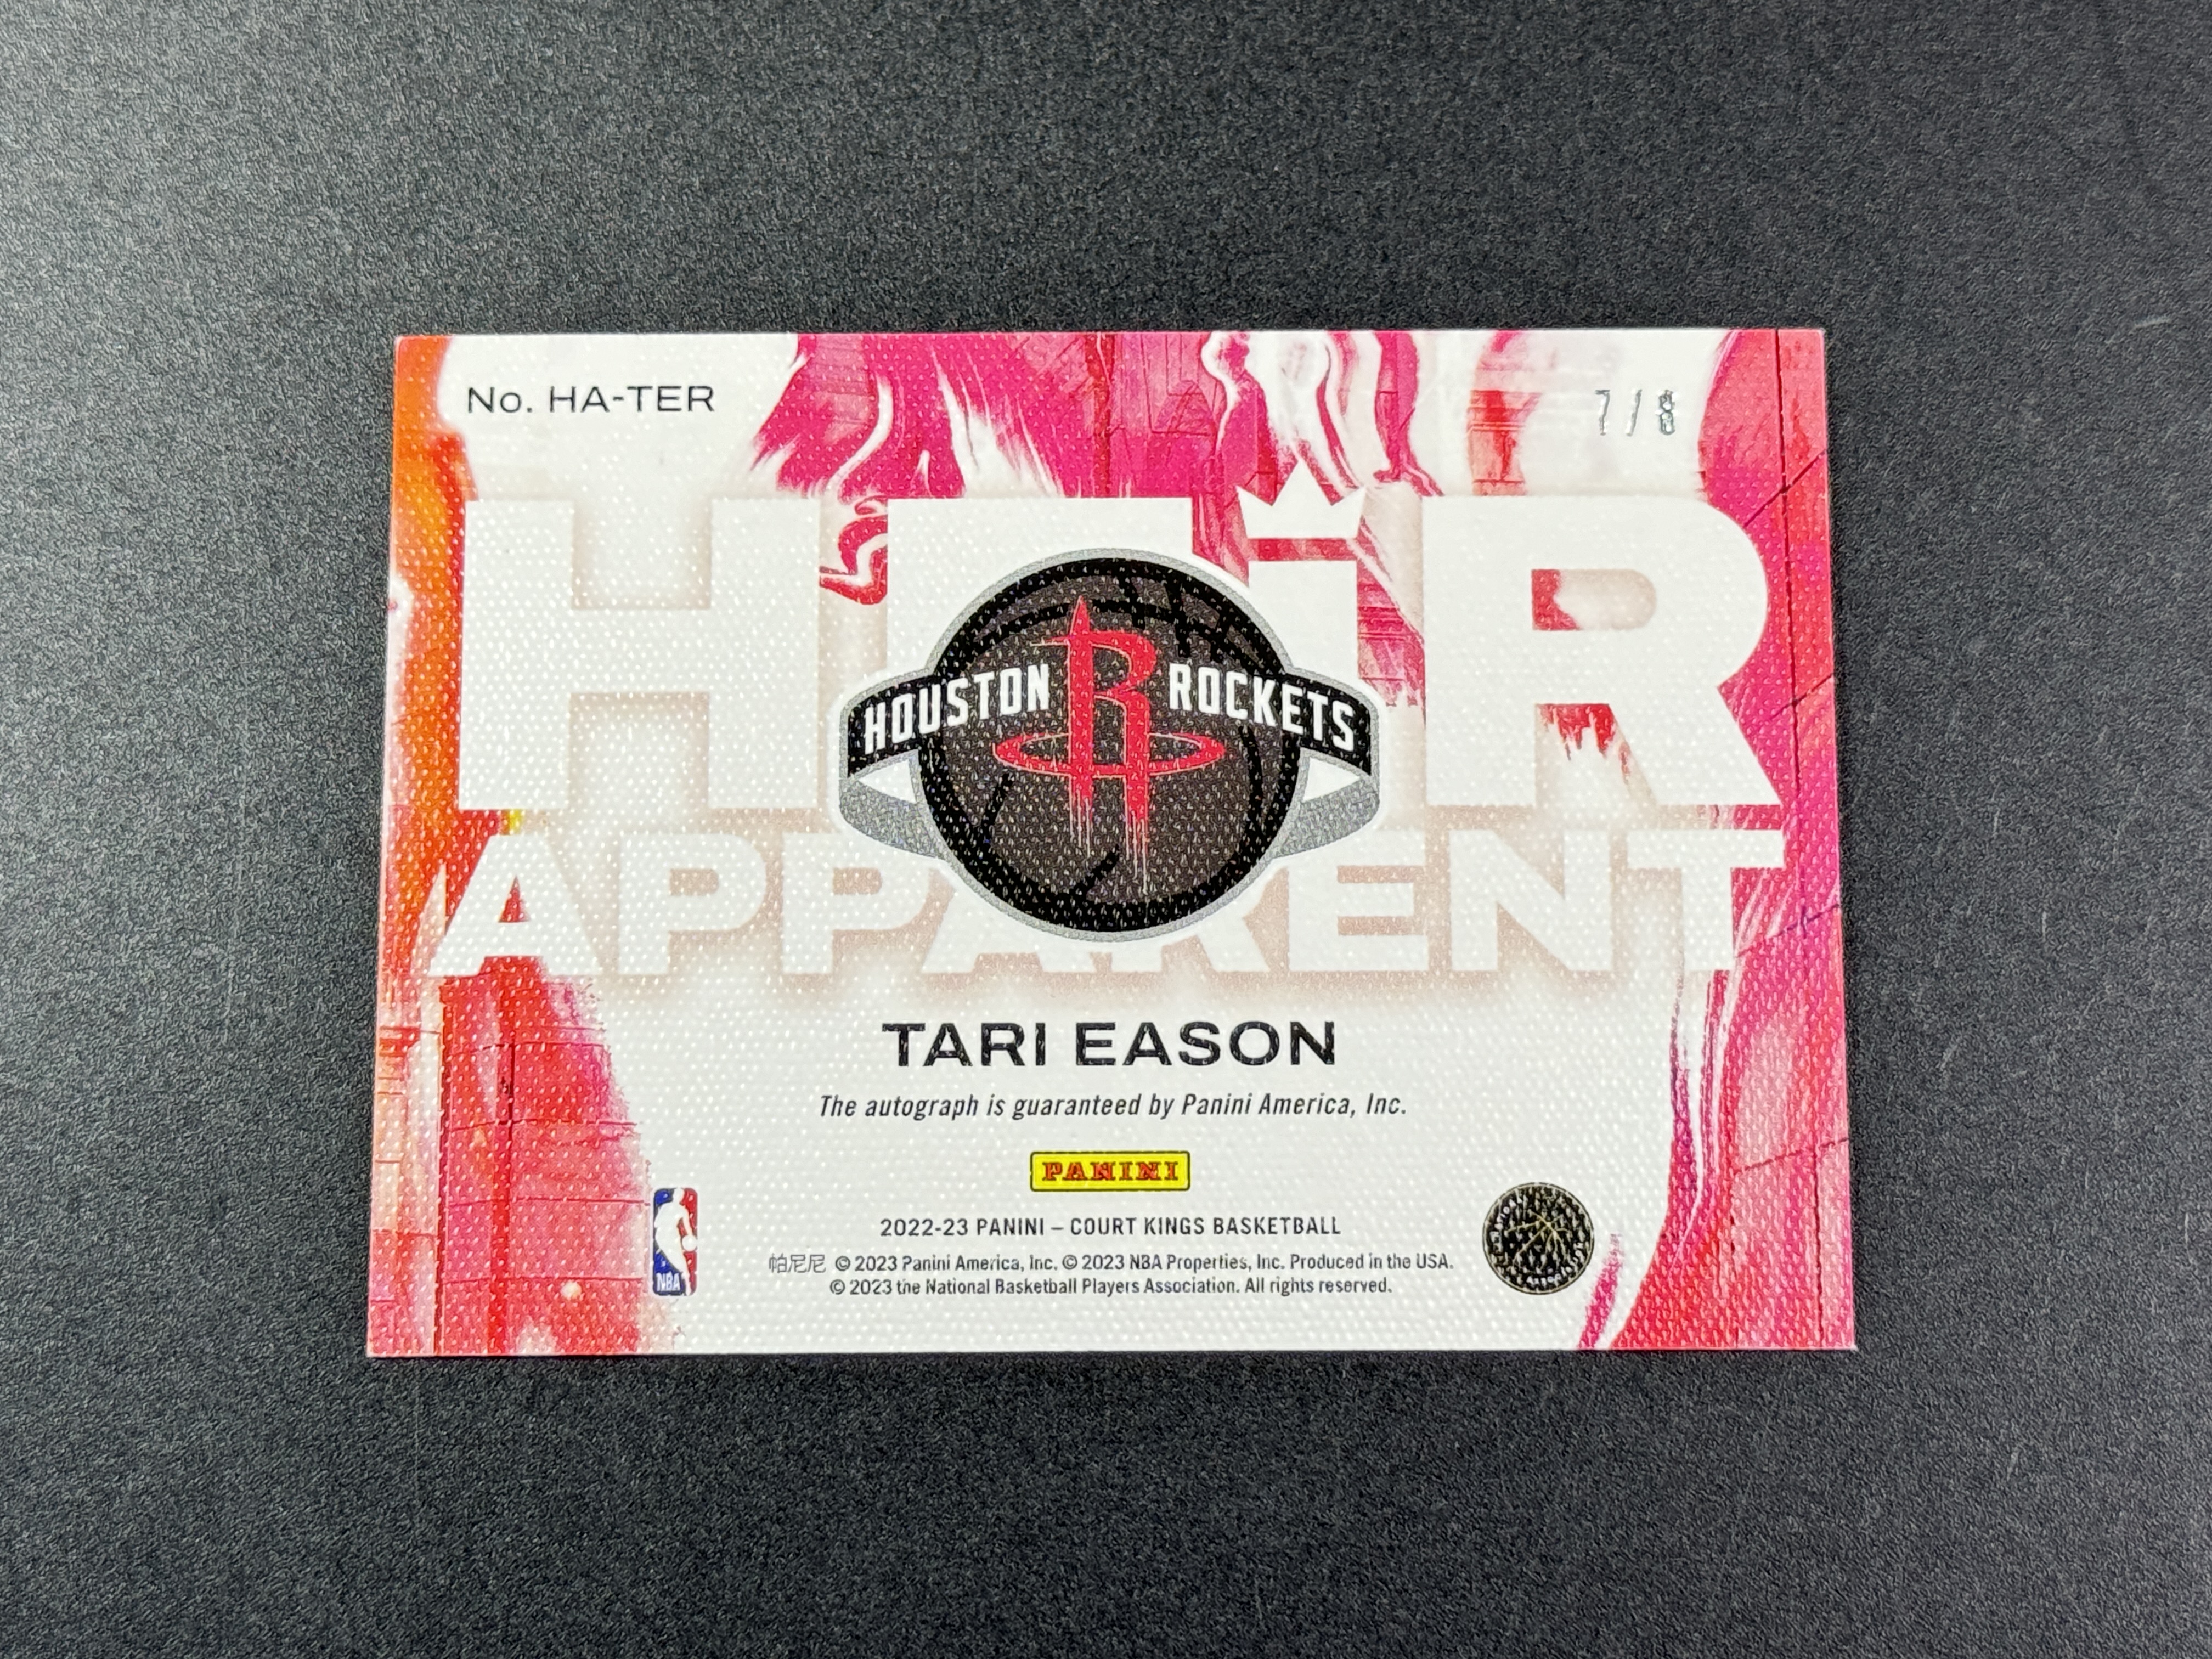 No. HA-TER
7/8
HEiR
HOUSTON R ROCKETS
APPARENT
TARI EASON
The autograph is guaranteed by Panini America, Inc.
PANINI
2022-23 PANINI – COURT KINGS BASKETBALL
帕尼尼 © 2023 Panini America, Inc. © 2023 NBA Properties, Inc. Produced in the USA.
© 2023 the National Basketball Players Association. All rights reserved.
NBA